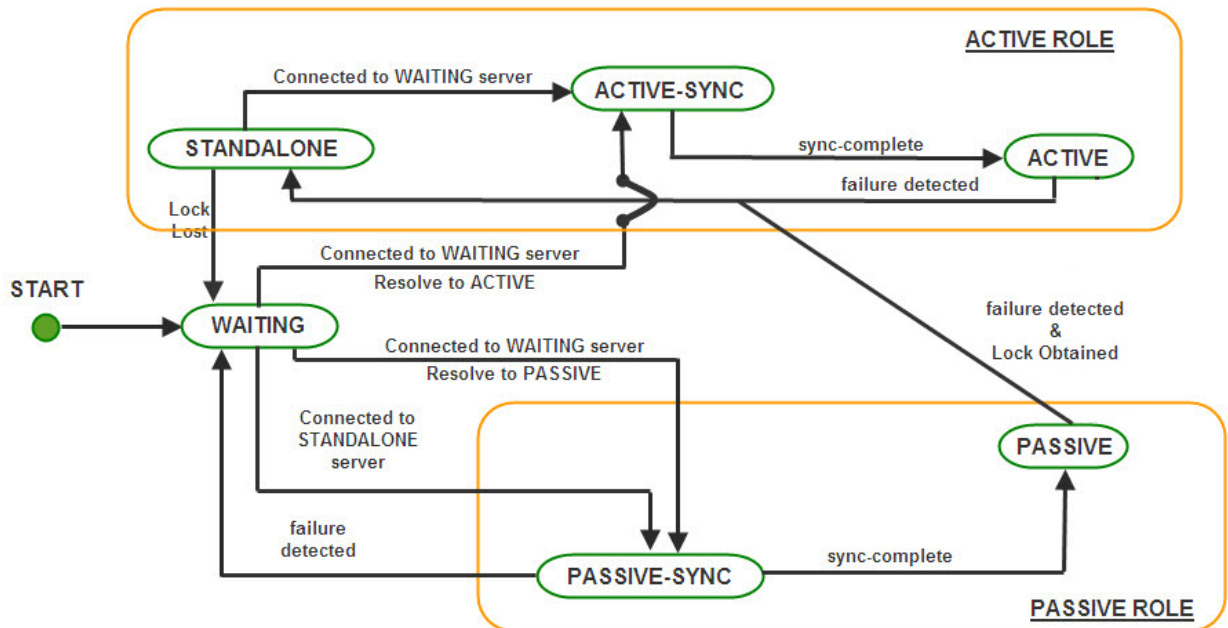 ACTIVE ROLE
Connected to WAITING server
ACTIVE-SYNC
STANDALONE
sync-complete
ACTIVE
failure detected
Lock
Lost
Connected to WAITING server
Resolve to ACTIVE
START
WAITING
failure detected
&
Lock Obtained
Connected to WAITING server
Resolve to PASSIVE
Connected to
STANDALONE
server
PASSIVE
failure
detected
sync-complete
PASSIVE-SYNC
PASSIVE ROLE